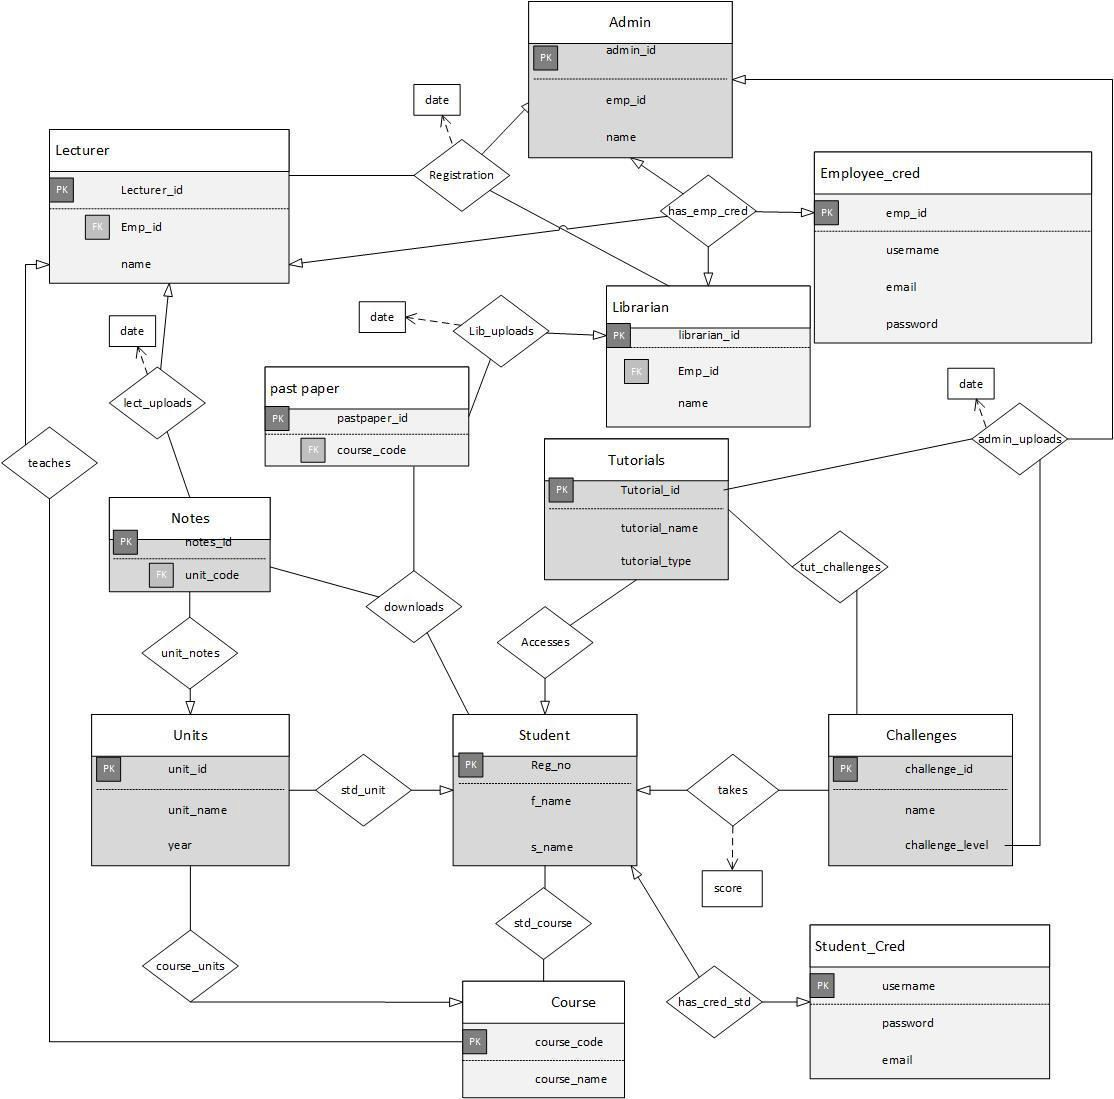 Admin
PK
admin_id
emp_id
name
date
Registration
Lecturer
PK
Lecturer_id
FK
Emp_id
name
has_emp_cred
Employee_cred
PK
emp_id
username
email
password
Librarian
PK
librarian_id
FK
Emp_id
name
date
Lib_uploads
date
lect_uploads
past paper
PK
pastpaper_id
FK
course_code
teaches
date
admin_uploads
Tutorials
PK
Tutorial_id
tutorial_name
tutorial_type
Notes
PK
notes_id
FK
unit_code
tut_challenges
downloads
Accesses
unit_notes
Units
PK
unit_id
unit_name
year
std_unit
Student
PK
Reg_no
f_name
s_name
takes
score
Challenges
PK
challenge_id
name
challenge_level
std_course
course_units
has_cred_std
Student_Cred
PK
username
password
email
Course
PK
course_code
course_name